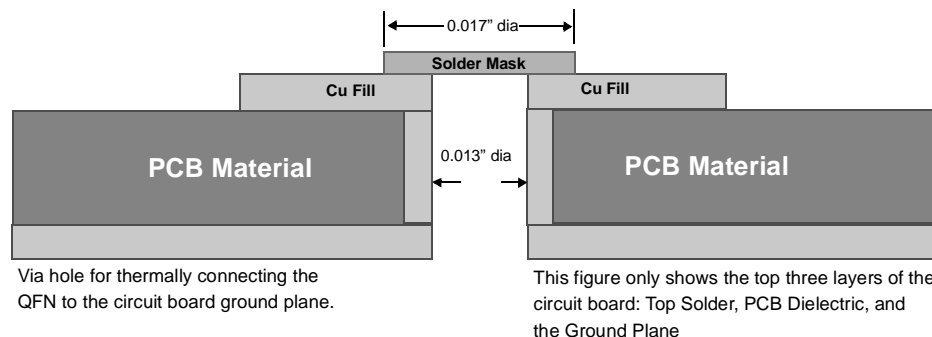 0.017” dia
Solder Mask
Cu Fill
Cu Fill
PCB Material
0.013” dia
PCB Material
Via hole for thermally connecting the
QFN to the circuit board ground plane.
This figure only shows the top three layers of the
circuit board: Top Solder, PCB Dielectric, and
the Ground Plane